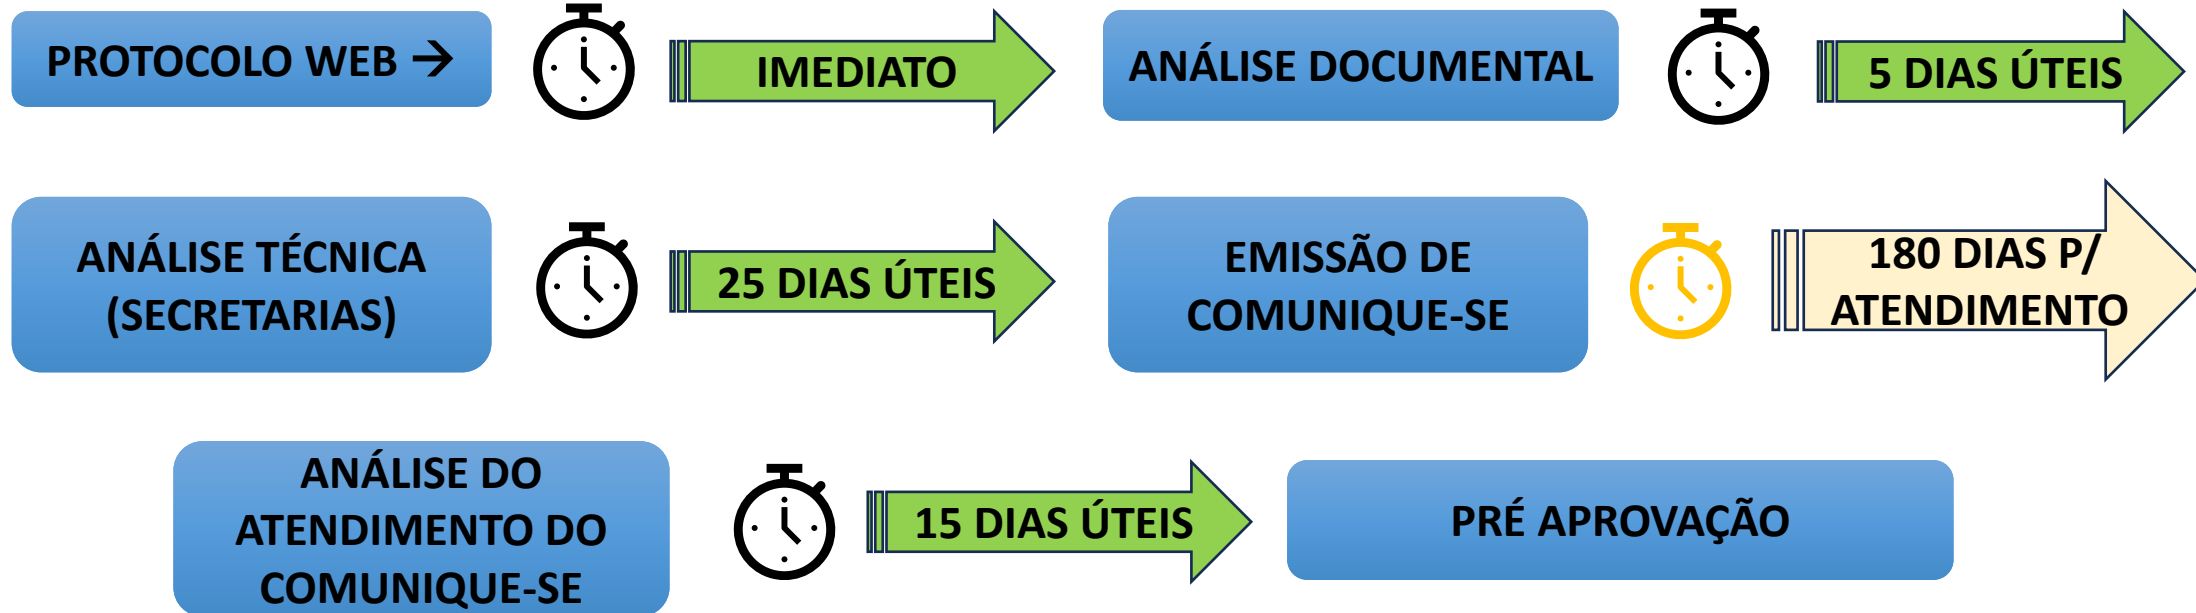 PROTOCOLO WEB →
IMEDIATO
ANÁLISE DOCUMENTAL
5 DIAS ÚTEIS
ANÁLISE TÉCNICA
(SECRETARIAS)
25 DIAS ÚTEIS
EMISSÃO DE
COMUNIQUE-SE
180 DIAS P/
ATENDIMENTO
ANÁLISE DO
ATENDIMENTO DO
COMUNIQUE-SE
15 DIAS ÚTEIS
PRÉ APROVAÇÃO